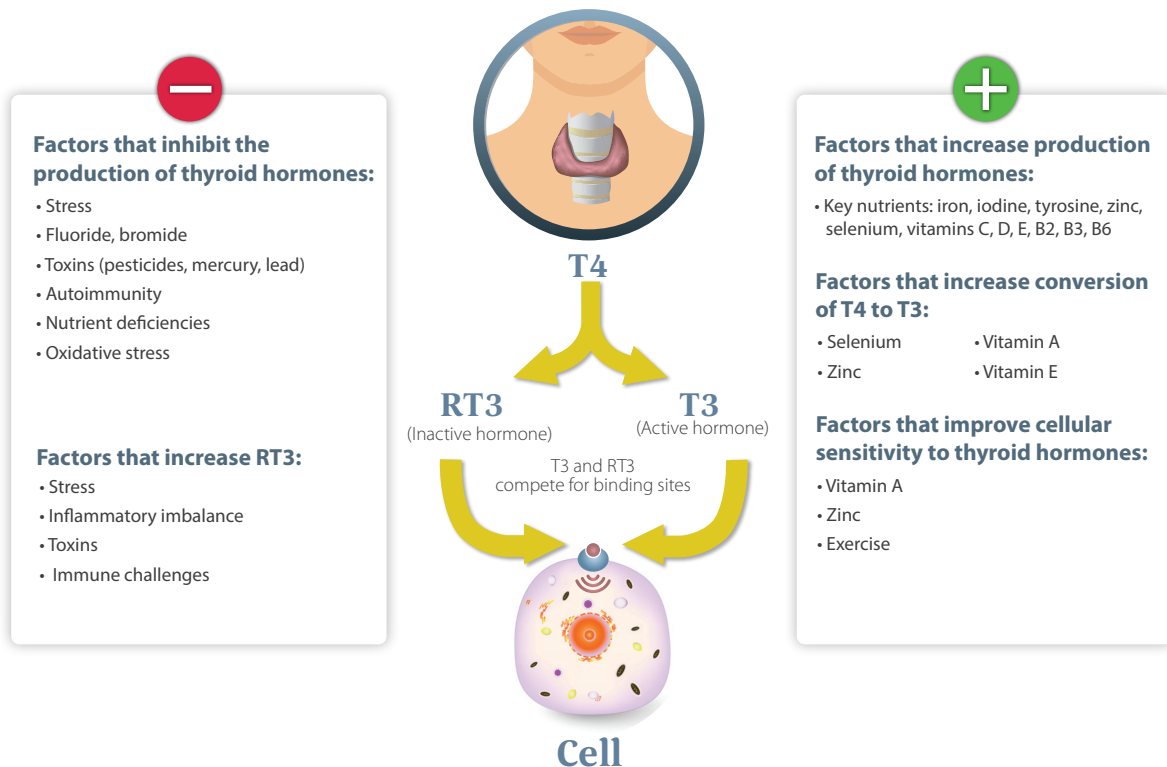 Factors that inhibit the
production of thyroid hormones:
• Stress
• Fluoride, bromide
• Toxins (pesticides, mercury, lead)
• Autoimmunity
• Nutrient deficiencies
• Oxidative stress
Factors that increase RT3:
• Stress
• Inflammatory imbalance
• Toxins
• Immune challenges
T4
RT3
(Inactive hormone)
T3
(Active hormone)
T3 and RT3
compete for binding sites
Cell
Factors that increase production
of thyroid hormones:
• Key nutrients: iron, iodine, tyrosine, zinc,
selenium, vitamins C, D, E, B2, B3, B6
Factors that increase conversion
of T4 to T3:
• Selenium
• Zinc
• Vitamin A
• Vitamin E
Factors that improve cellular
sensitivity to thyroid hormones:
• Vitamin A
• Zinc
• Exercise